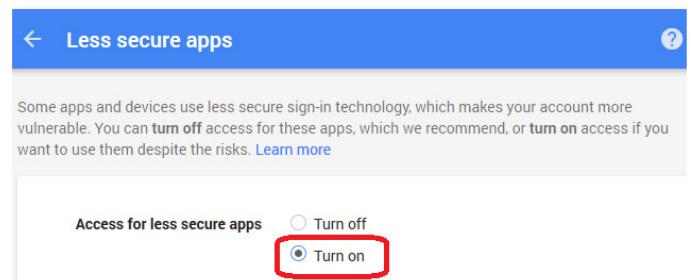 Less secure apps
?
Some apps and devices use less secure sign-in technology, which makes your account more
vulnerable. You can turn off access for these apps, which we recommend, or turn on access if you
want to use them despite the risks. Learn more
Access for less secure apps
Turn off
Turn on